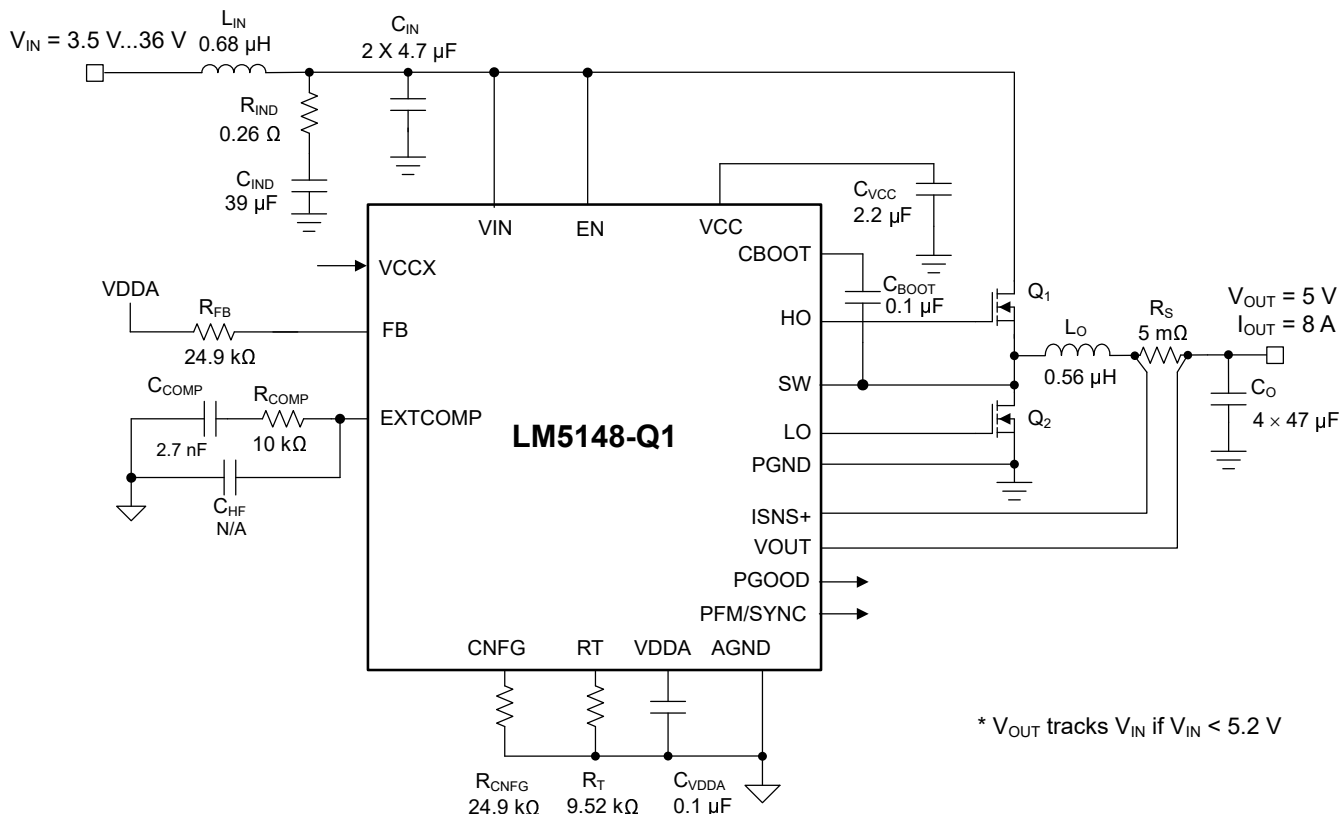 V_IN = 3.5 V...36 V
L_IN
0.68 µH
C_IN
2 X 4.7 µF
R_IND
0.26 Ω
C_IND
39 µF
VIN
EN
VCC
C_VCC
2.2 µF
VCCX
CBOOT
C_BOOT
0.1 µF
VDDA
R_FB
24.9 kΩ
FB
HO
Q_1
V_OUT = 5 V
I_OUT = 8 A
L_O
0.56 µH
R_S
5 mΩ
SW
C_O
4 × 47 µF
C_COMP
2.7 nF
R_COMP
10 kΩ
EXTCOMP
C_HF
N/A
LM5148-Q1
LO
Q_2
PGND
ISNS+
VOUT
PGOOD
PFM/SYNC
CNFG
RT
VDDA
AGND
* V_OUT tracks V_IN if V_IN < 5.2 V
R_CNFG
24.9 kΩ
R_T
9.52 kΩ
C_VDDA
0.1 µF